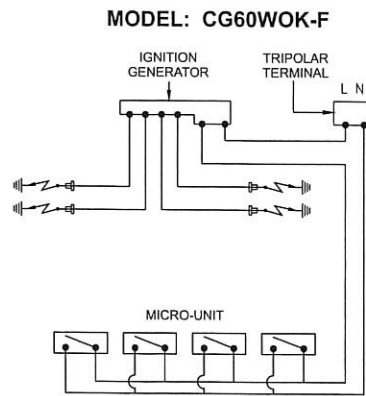 MODEL: CG60WOK-F
IGNITION
GENERATOR
TRIPOLAR
TERMINAL
L N
MICRO-UNIT